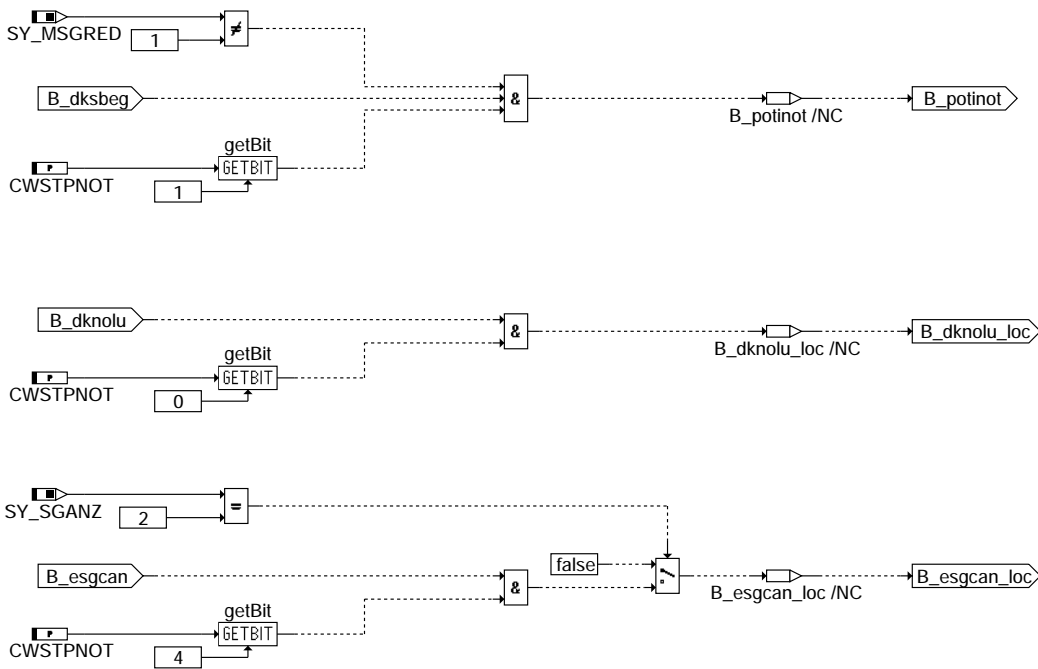 SY_MSGRED
1
≠
B_dksbeg
&
B_potinot /NC
B_potinot
getBit
P
GETBIT
CWSTPNOT
1
B_dknolu
&
B_dknolu_loc /NC
B_dknolu_loc
getBit
P
GETBIT
CWSTPNOT
0
SY_SGANZ
2
=
false
B_esgcan
&
B_esgcan_loc /NC
B_esgcan_loc
getBit
P
GETBIT
CWSTPNOT
4